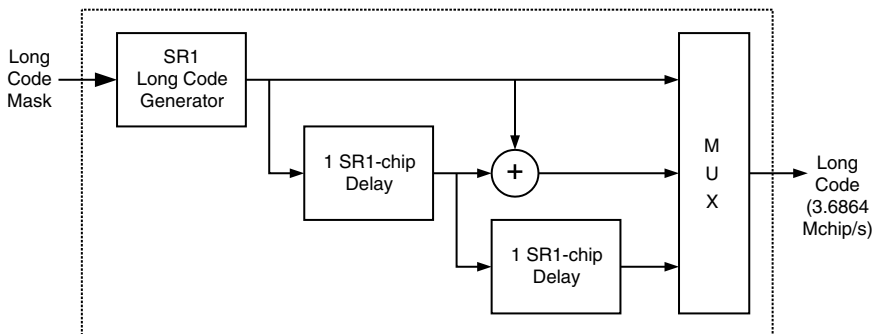 Long
Code
Mask
SR1
Long Code
Generator
1 SR1-chip
Delay
+
1 SR1-chip
Delay
M
U
X
Long
Code
(3.6864
Mchip/s)